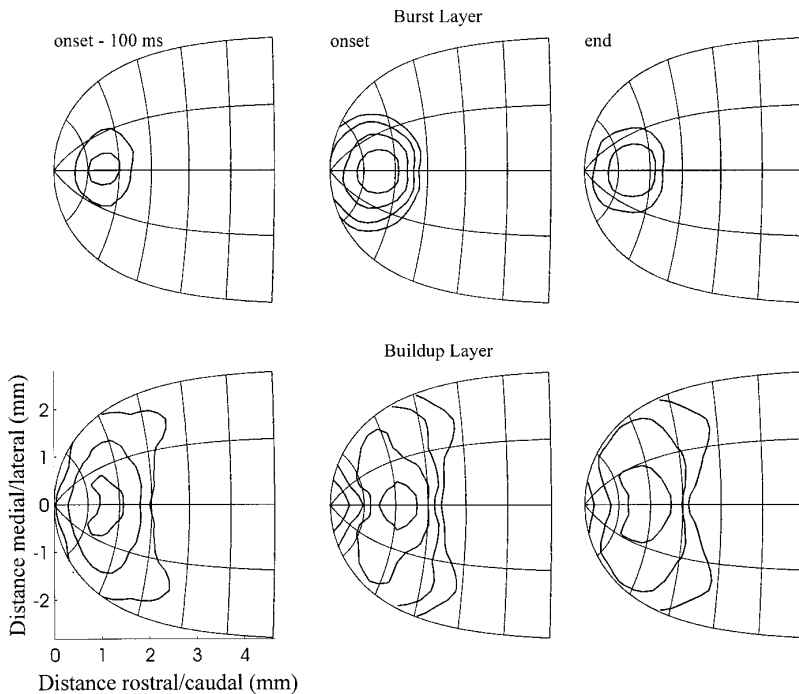 Burst Layer
onset - 100 ms
onset
end
Buildup Layer
Distance medial/lateral (mm)
2
1
0
-1
-2
0 1 2 3 4
Distance rostral/caudal (mm)